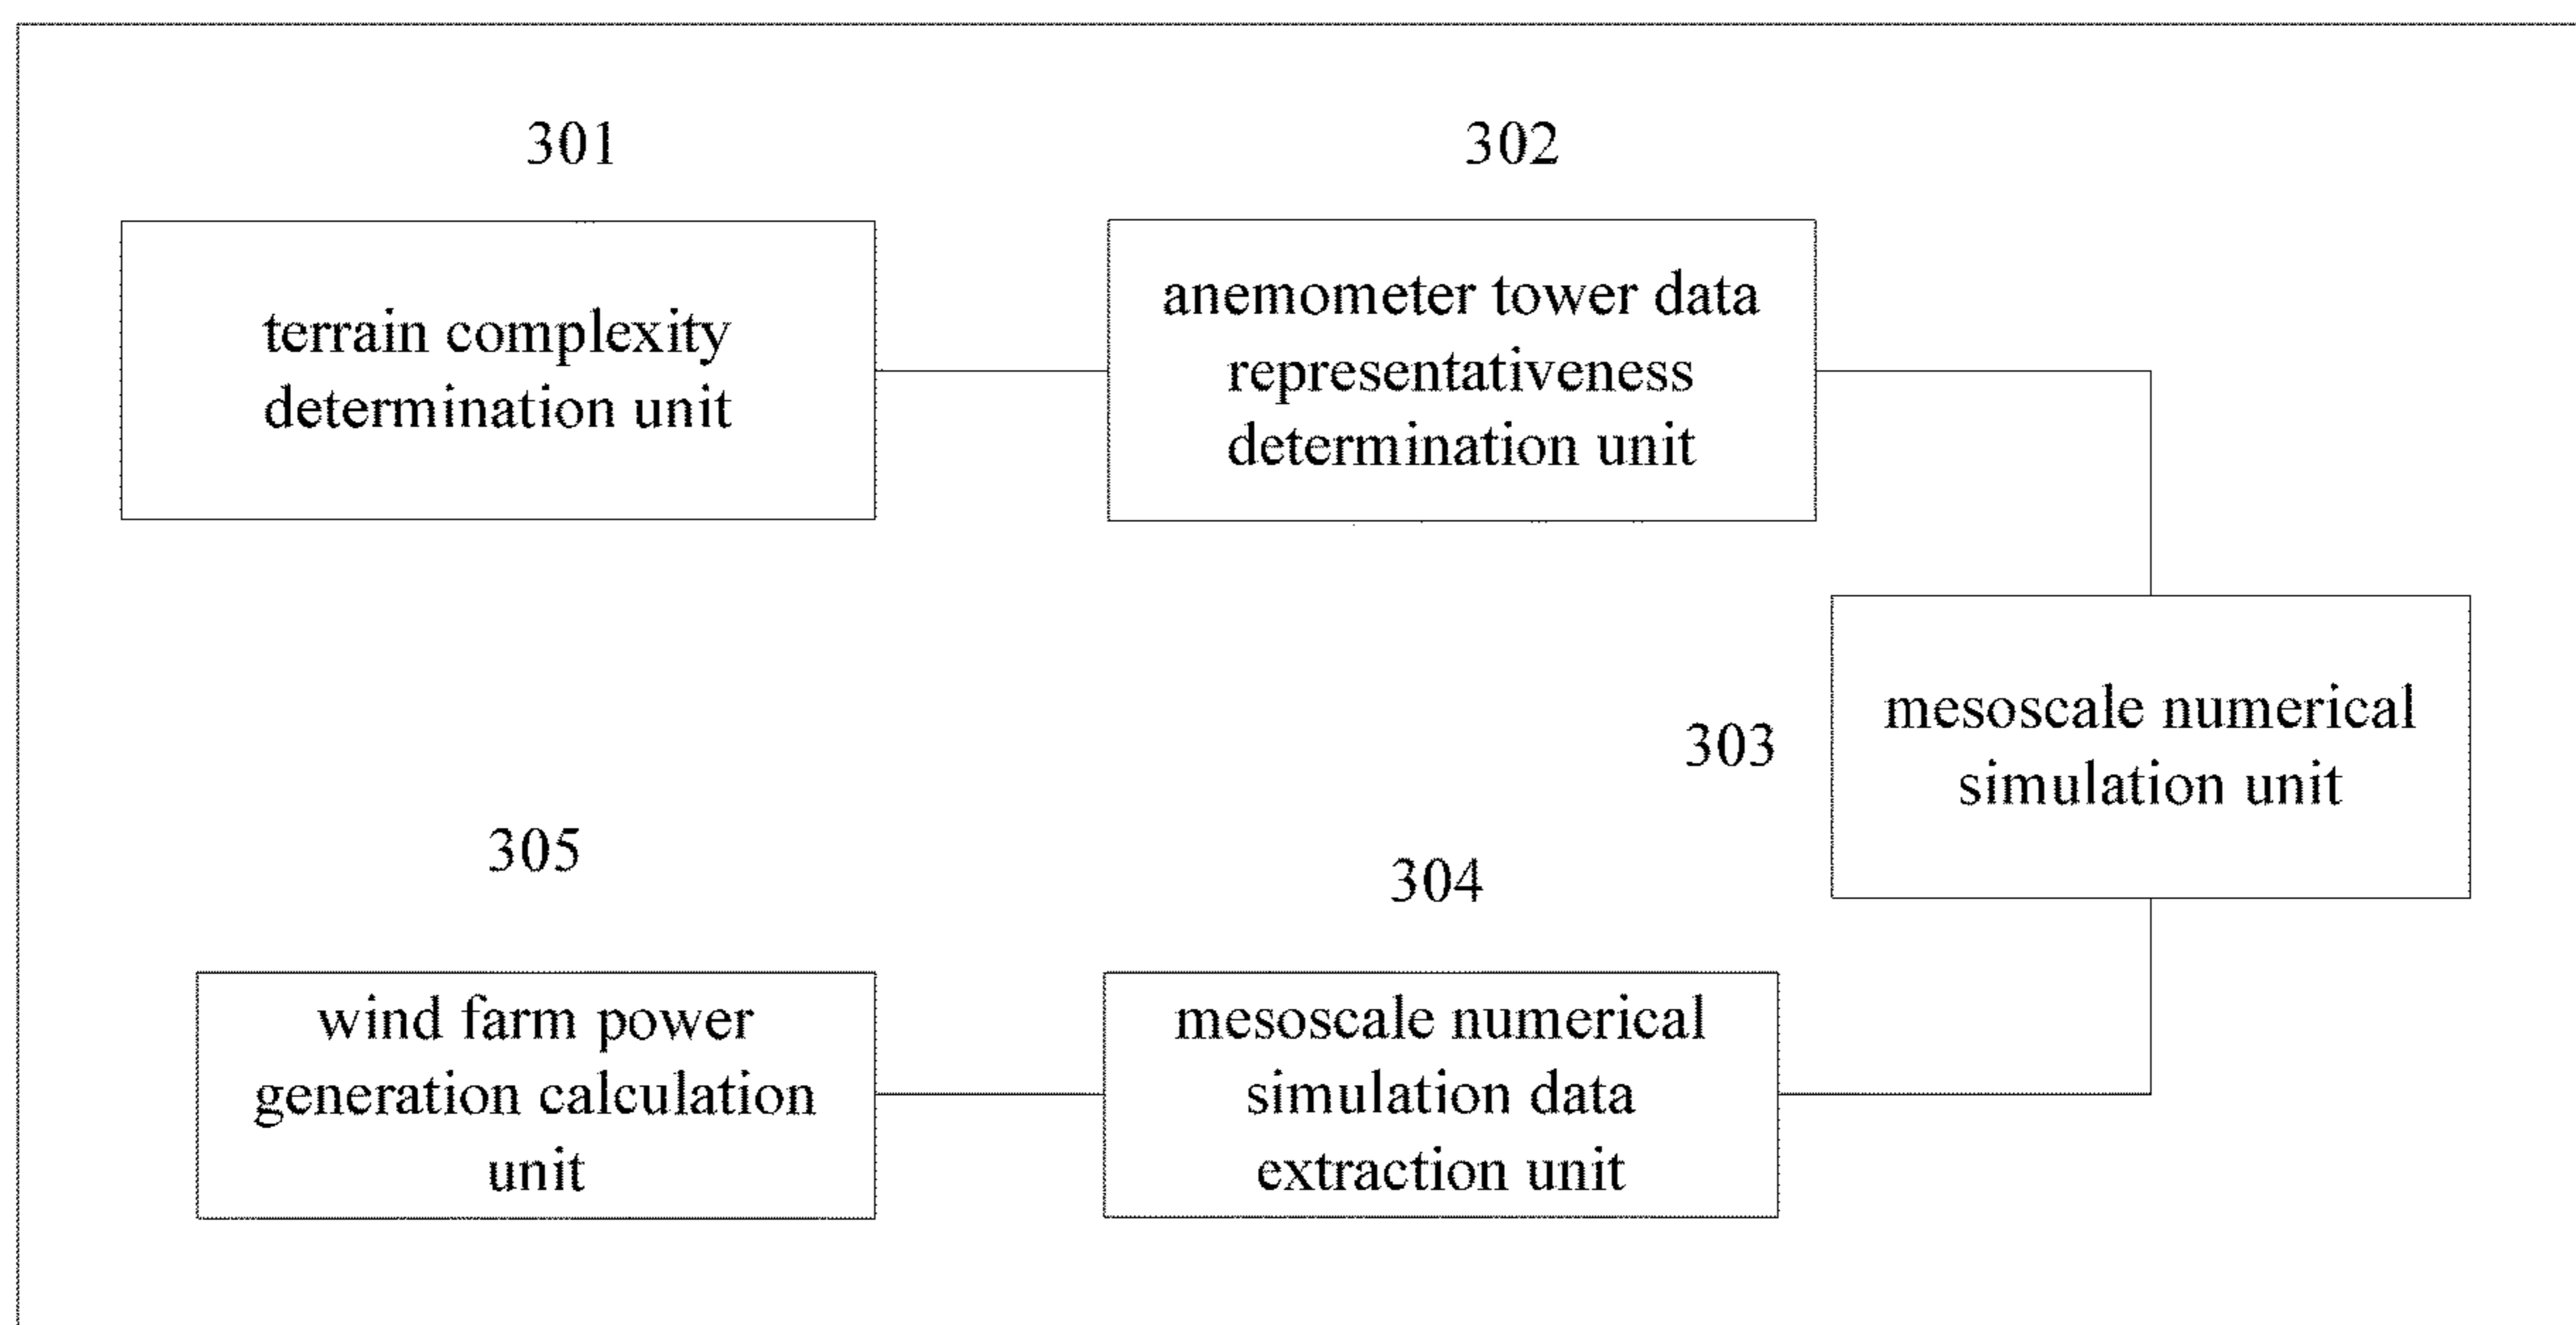 301
terrain complexity
determination unit
302
anemometer tower data
representativeness
determination unit
303
mesoscale numerical
simulation unit
304
mesoscale numerical
simulation data
extraction unit
305
wind farm power
generation calculation
unit